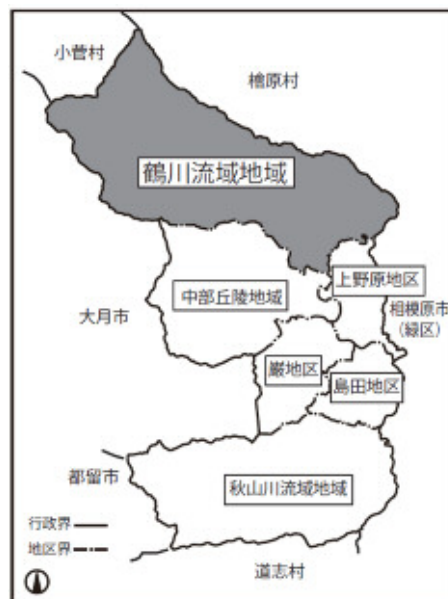 小菅村
檜原村
鶴川流域地域
上野原地区
中部丘陵地域
相模原市
（緑区）
大月市
巌地区
島田地区
都留市
秋山川流域地域
行政界
地区界
道志村